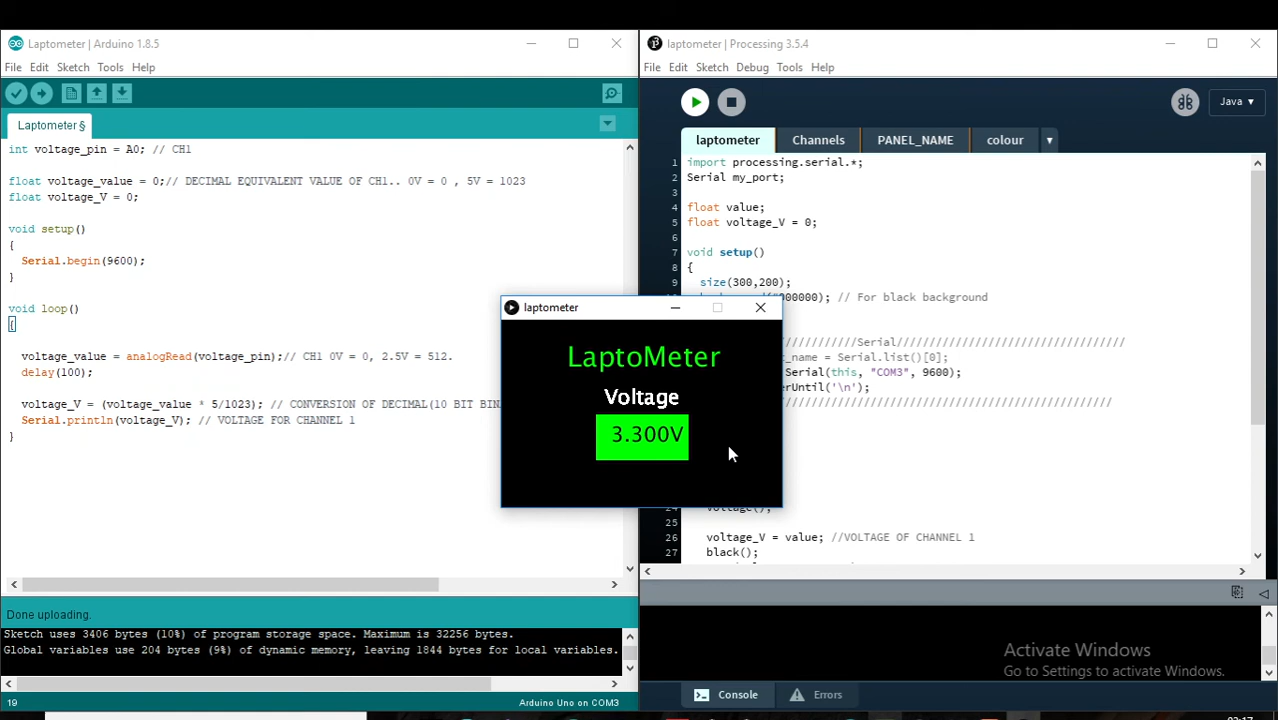 Laptometer | Arduino 1.8.5
File Edit Sketch Tools Help
Laptometer §
int voltage_pin = A0; // CH1
float voltage_value = 0;// DECIMAL EQUIVALENT VALUE OF CH1.. 0V = 0 , 5V = 1023
float voltage_V = 0;
void setup()
{
Serial.begin(9600);
}
void loop()
{
voltage_value = analogRead(voltage_pin);// CH1 0V = 0, 2.5V = 512.
delay(100);
voltage_V = (voltage_value * 5/1023); // CONVERSION OF DECIMAL(10 BIT
Serial.println(voltage_V); // VOLTAGE FOR CHANNEL 1
}
Done uploading.
Sketch uses 3406 bytes (10%) of program storage space. Maximum is 32256 bytes.
Global variables use 204 bytes (9%) of dynamic memory, leaving 1844 bytes for local variables.
19
Arduino Uno on COM3
laptometer | Processing 3.5.4
File Edit Sketch Debug Tools Help
Java ▾
laptometer Channels PANEL_NAME colour ▾
1 import processing.serial.*;
2 Serial my_port;
3
4 float value;
5 float voltage_V = 0;
6
7 void setup()
8 {
9 size(300,200);
000000); // For black background
////////////Serial///////////////////////////////////
_name = Serial.list()[0];
Serial(this, "COM3", 9600);
erUntil('\n');
//////////////////////////////////////////////////
voltage();
25
26 voltage_V = value; //VOLTAGE OF CHANNEL 1
27 black();
laptometer
LaptoMeter
Voltage
3.300V
Activate Windows
Go to Settings to activate Windows.
Console Errors